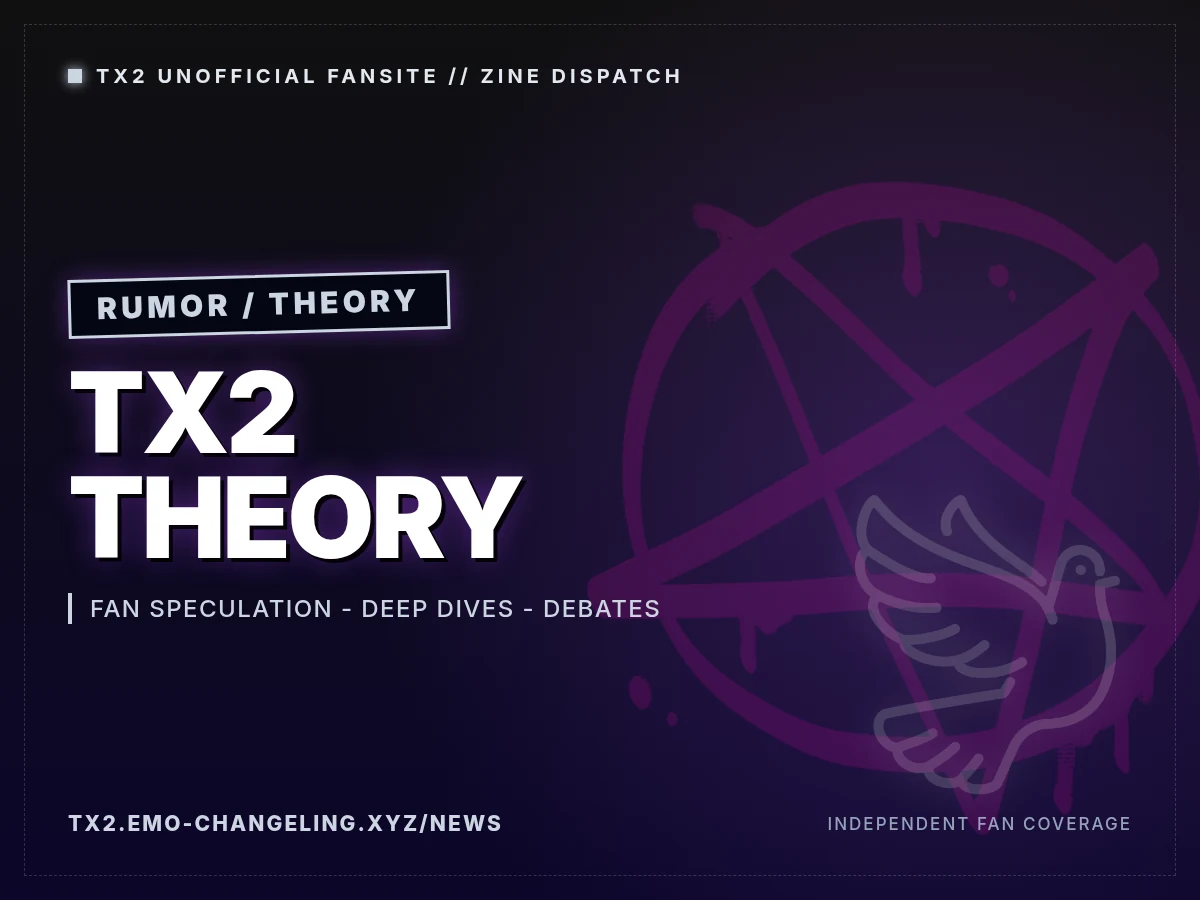 TX2 UNOFFICIAL FANSITE // ZINE DISPATCH
RUMOR / THEORY
TX2
THEORY
FAN SPECULATION - DEEP DIVES - DEBATES
TX2.EMO-CHANGELING.XYZ/NEWS
INDEPENDENT FAN COVERAGE